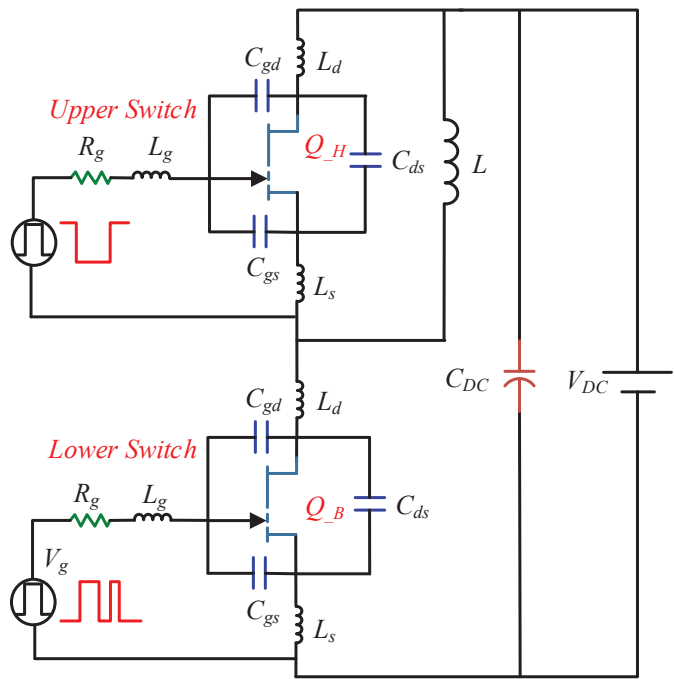 C_gd
L_d
Upper Switch
R_g
L_g
Q_H
C_ds
L
C_gs
L_s
C_DC
V_DC
C_gd
L_d
Lower Switch
R_g
L_g
Q_B
C_ds
V_g
C_gs
L_s